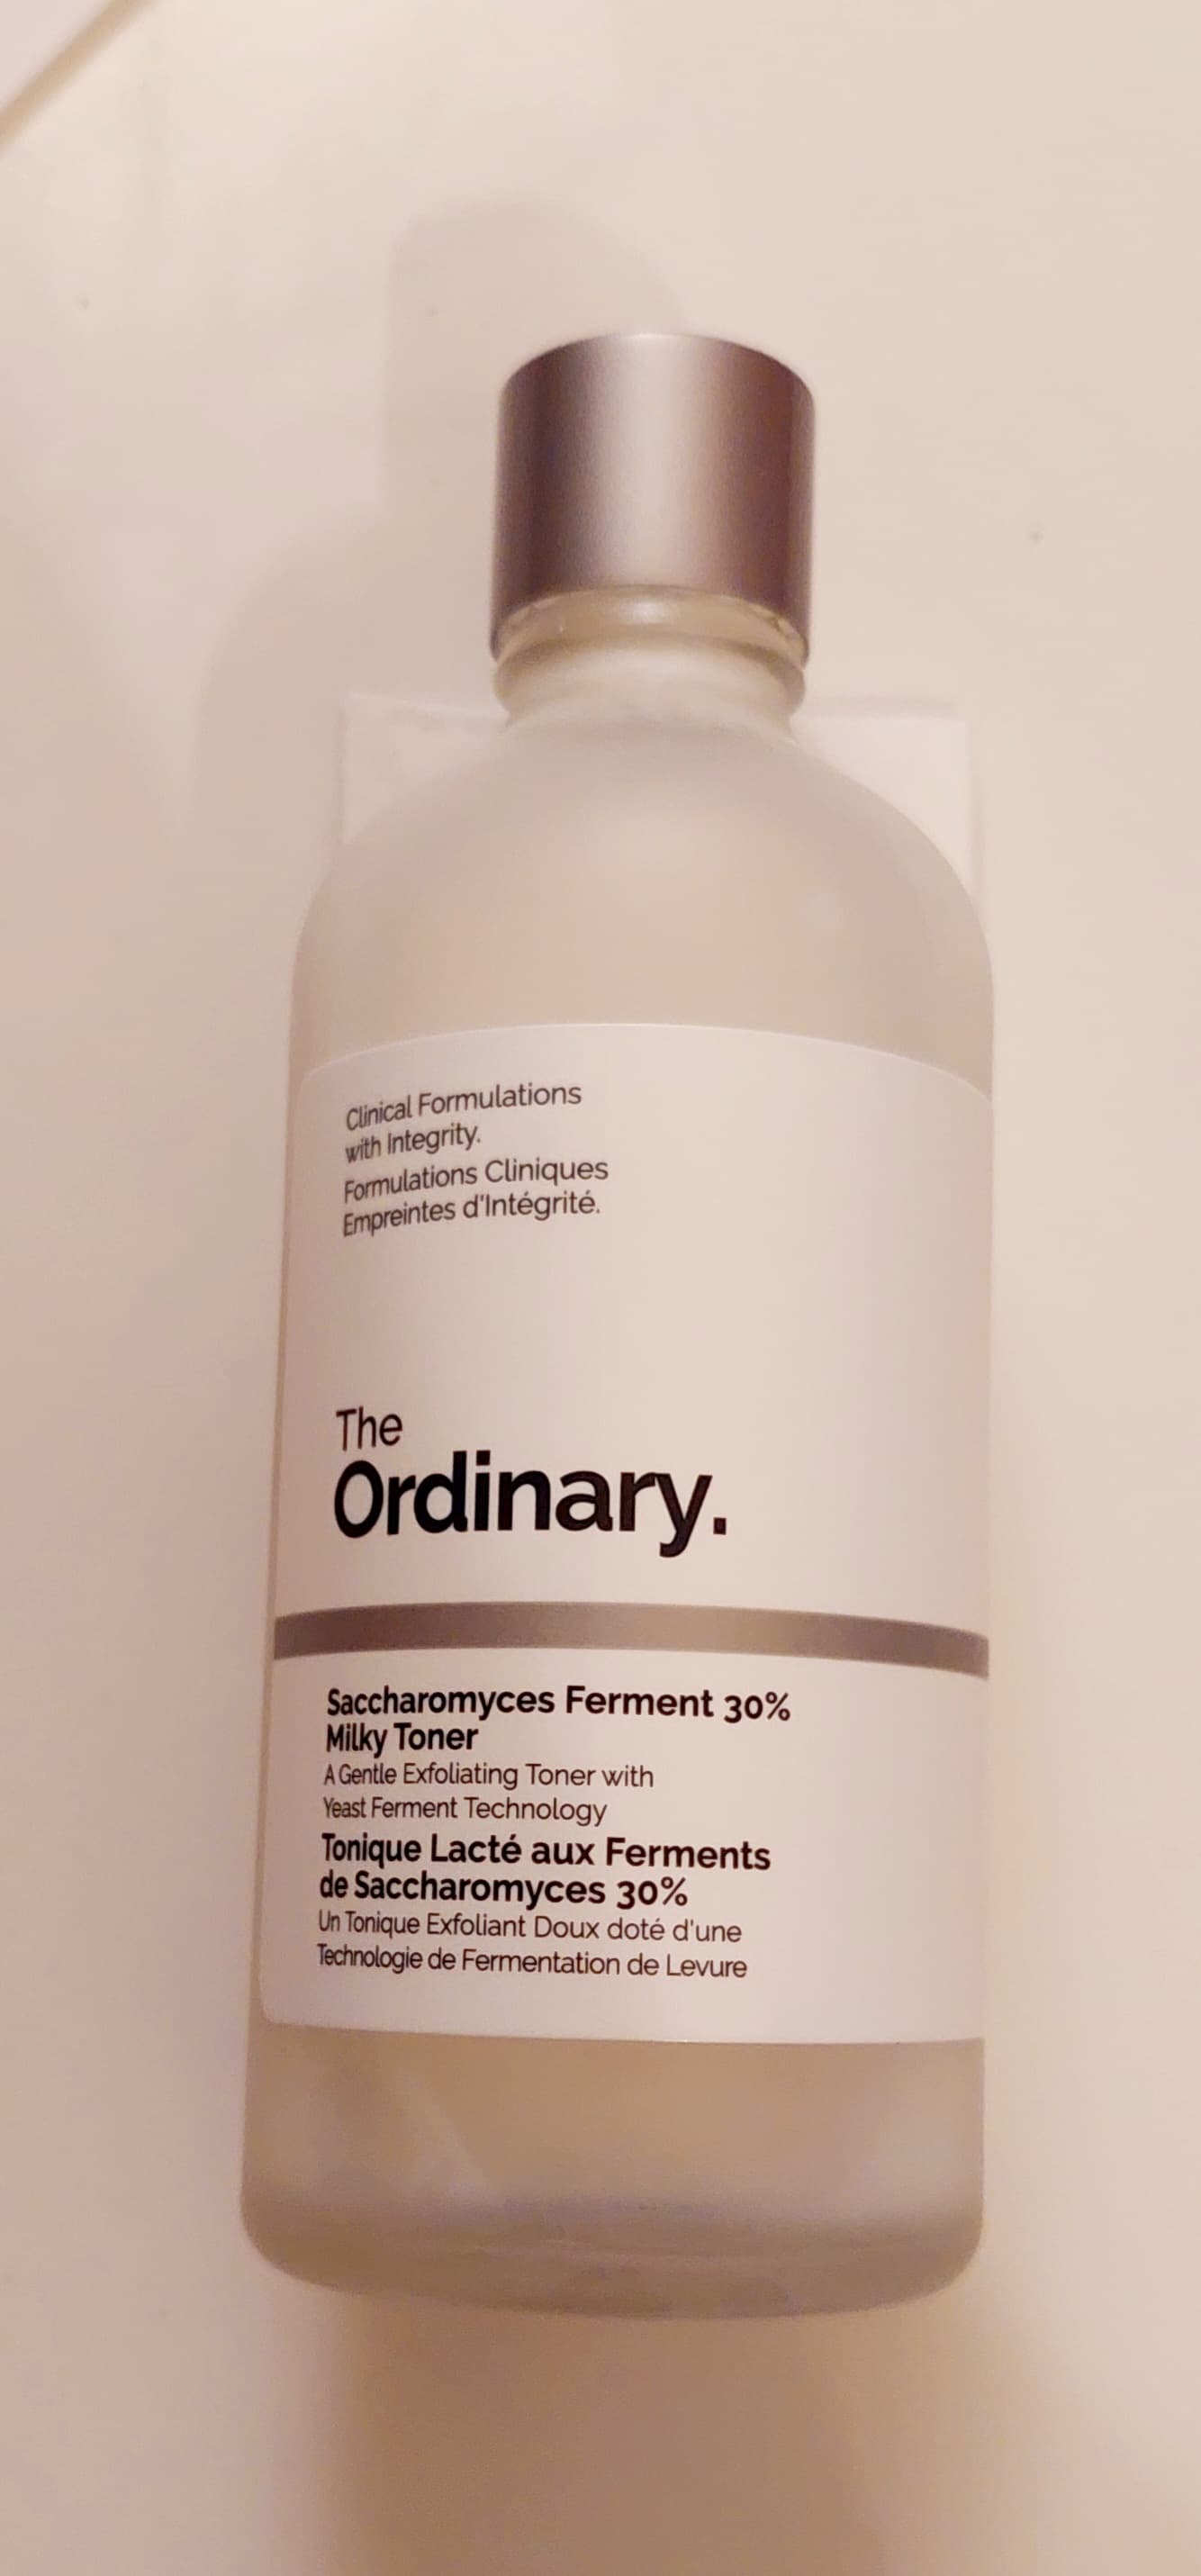 Clinical Formulations
with Integrity.
Formulations Cliniques
Empreintes d'Intégrité.
The
Ordinary.
Saccharomyces Ferment 30%
Milky Toner
A Gentle Exfoliating Toner with
Yeast Ferment Technology
Tonique Lacté aux Ferments
de Saccharomyces 30%
Un Tonique Exfoliant Doux doté d'une
Technologie de Fermentation de Levure